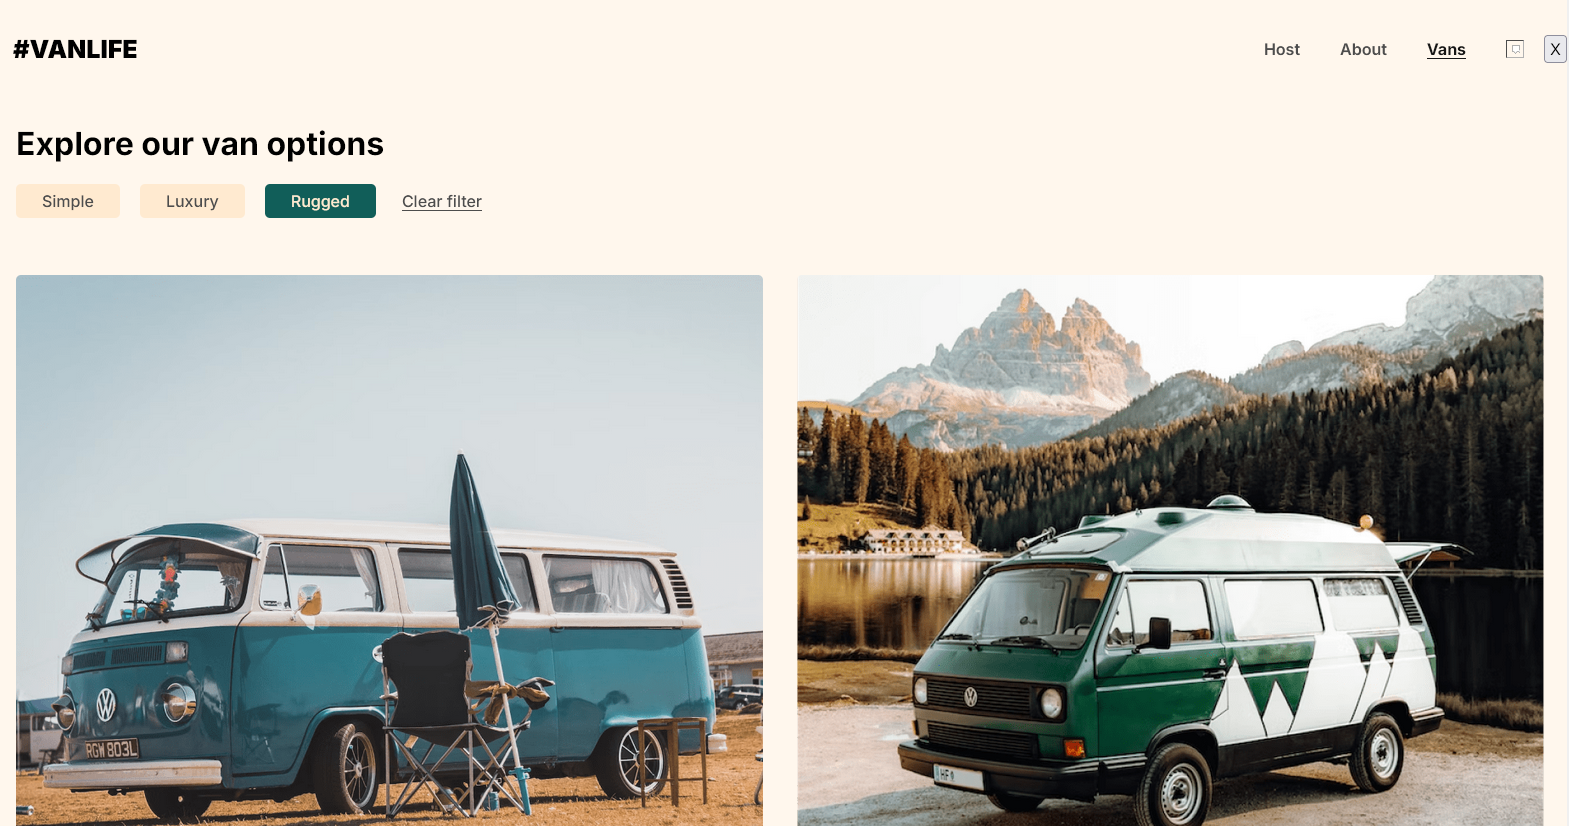 #VANLIFE
Host
About
Vans
X
Explore our van options
Simple
Luxury
Rugged
Clear filter
RGW 803L